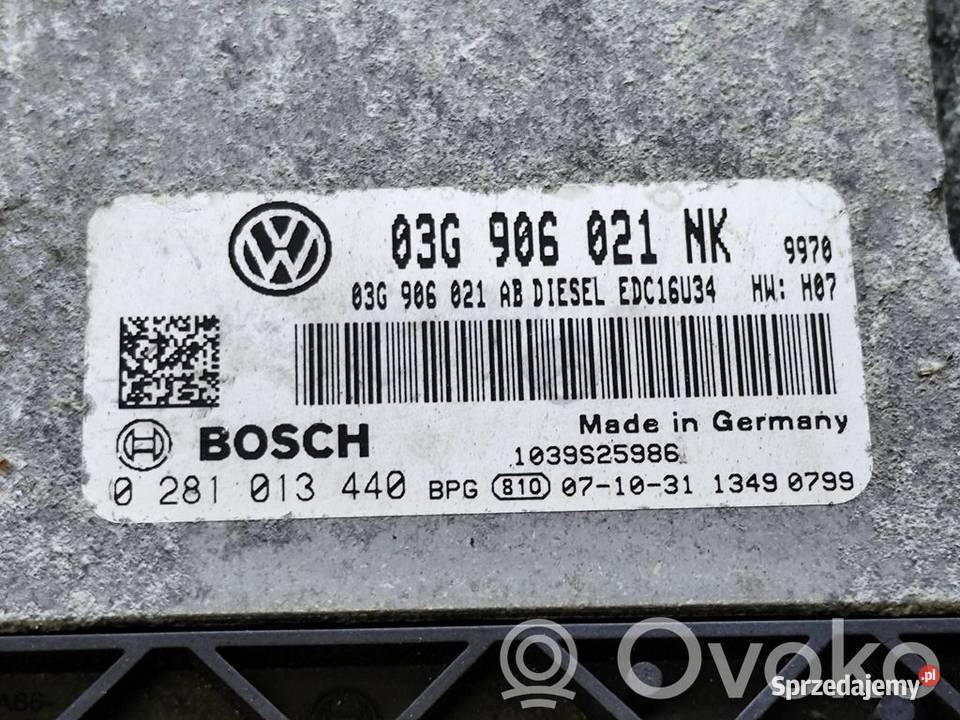 03G 906 021 NK 9970
03G 906 021 AB DIESEL EDC16U34 HW: H07
Made in Germany
BOSCH
1039S25986
0 281 013 440 BPG 810 07-10-31 1349 0799
Ovoko
Sprzedajemy.pl